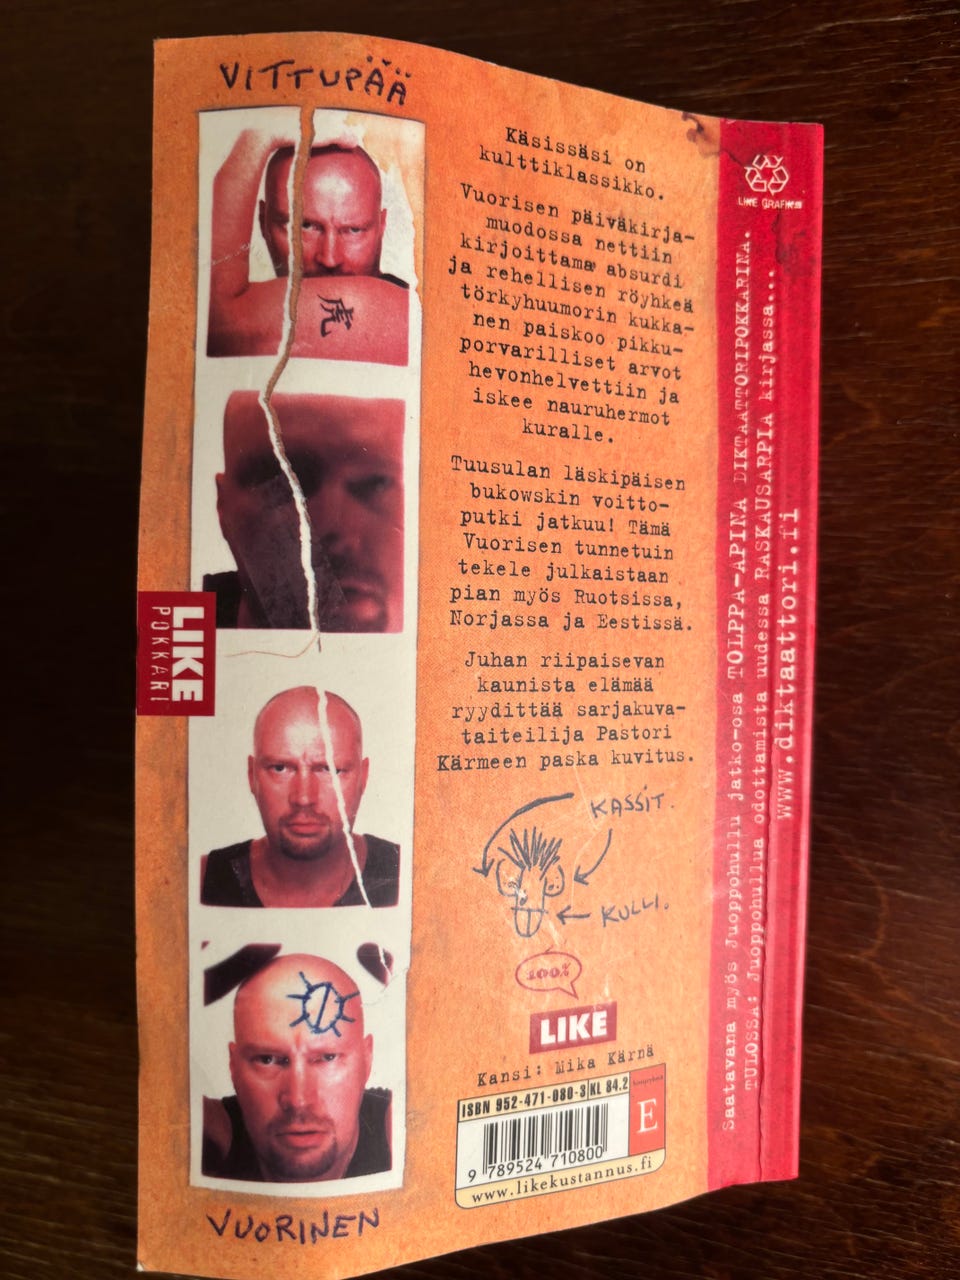 VITTUPÄÄ
虎
VUORINEN
LIKE
POKKARI
Käsissäsi on
kulttiklassikko.
Vuorisen päiväkirja-
muodossa nettiin
kirjoittama absurdi
ja rehellisen röyhkeä
törkyhuumorin kukka-
nen paiskoo pikku-
porvarilliset arvot
hevonhelvettiin ja
iskee nauruhermot
kuralle.
Tuusulan läskipäisen
bukowskin voitto-
putki jatkuu! Tämä
Vuorisen tunnetuin
tekele julkaistaan
pian myös Ruotsissa,
Norjassa ja Eestissä.
Juhan riipaisevan
kaunista elämää
ryydittää sarjakuva-
taiteilija Pastori
Kärmeen paska kuvitus.
KASSIT.
KULLI.
100%
LIKE
Kansi: Mika Kärnä
ISBN 952-471-080-3 KL 84.2
E
9 789524 710800
www.likekustannus.fi
LIKE GRAFIKS
Saatavana myös Juoppohullu jatko-osa TOLPPA-APINA DIKTAATTORIPOKKARINA.
TULOSSA: Juoppohullua odottamista uudessa RASKAUSARPIA kirjassa...
www.diktaattori.fi